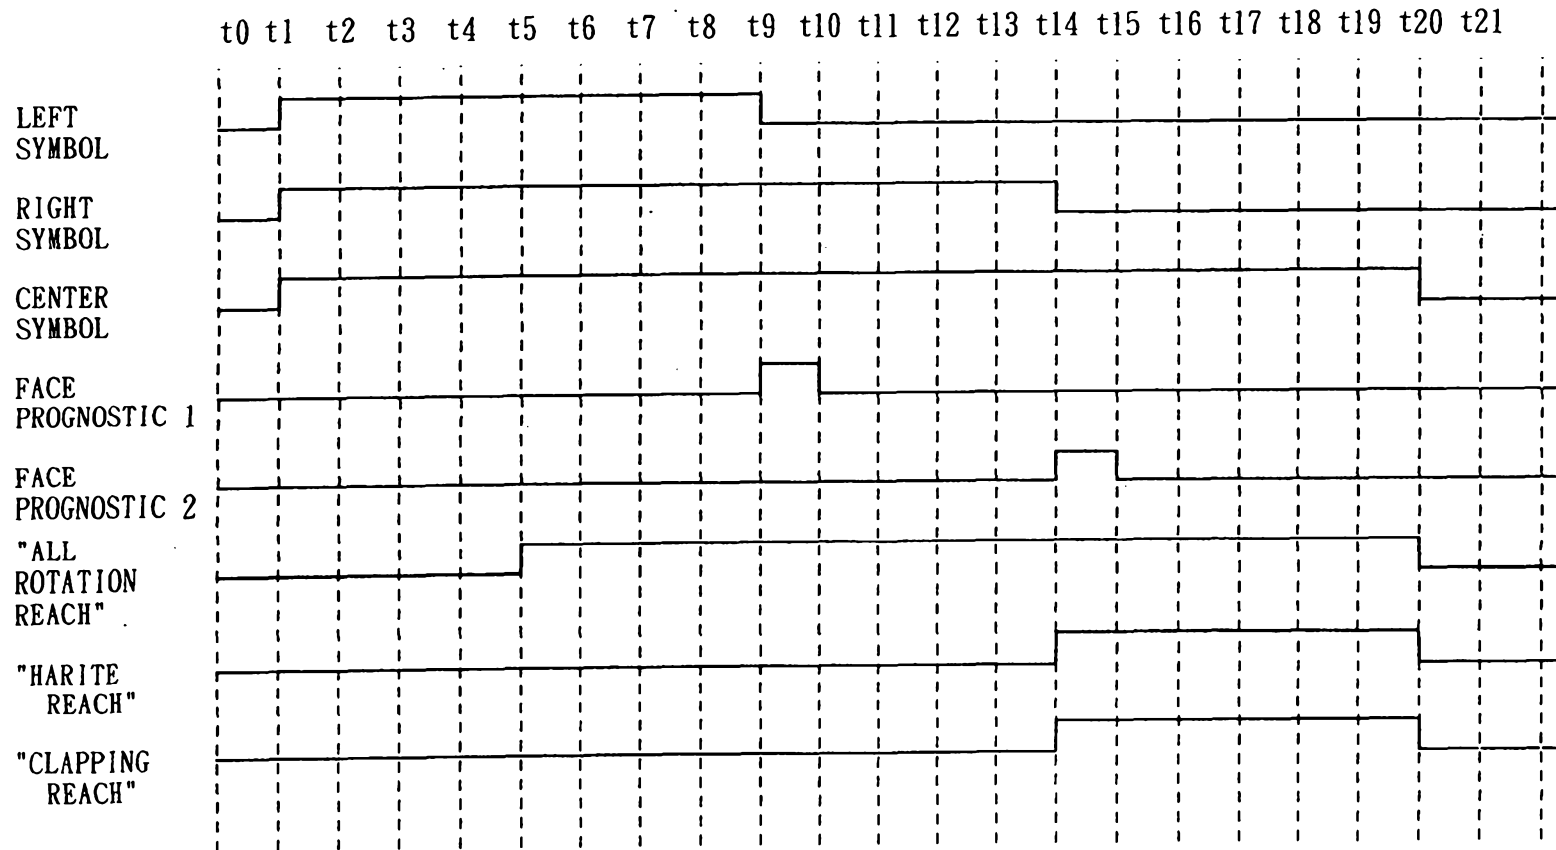 t0 t1 t2 t3 t4 t5 t6 t7 t8 t9 t10 t11 t12 t13 t14 t15 t16 t17 t18 t19 t20 t21
LEFT
SYMBOL
RIGHT
SYMBOL
CENTER
SYMBOL
FACE
PROGNOSTIC 1
FACE
PROGNOSTIC 2
"ALL
ROTATION
REACH"
"HARITE
REACH"
"CLAPPING
REACH"